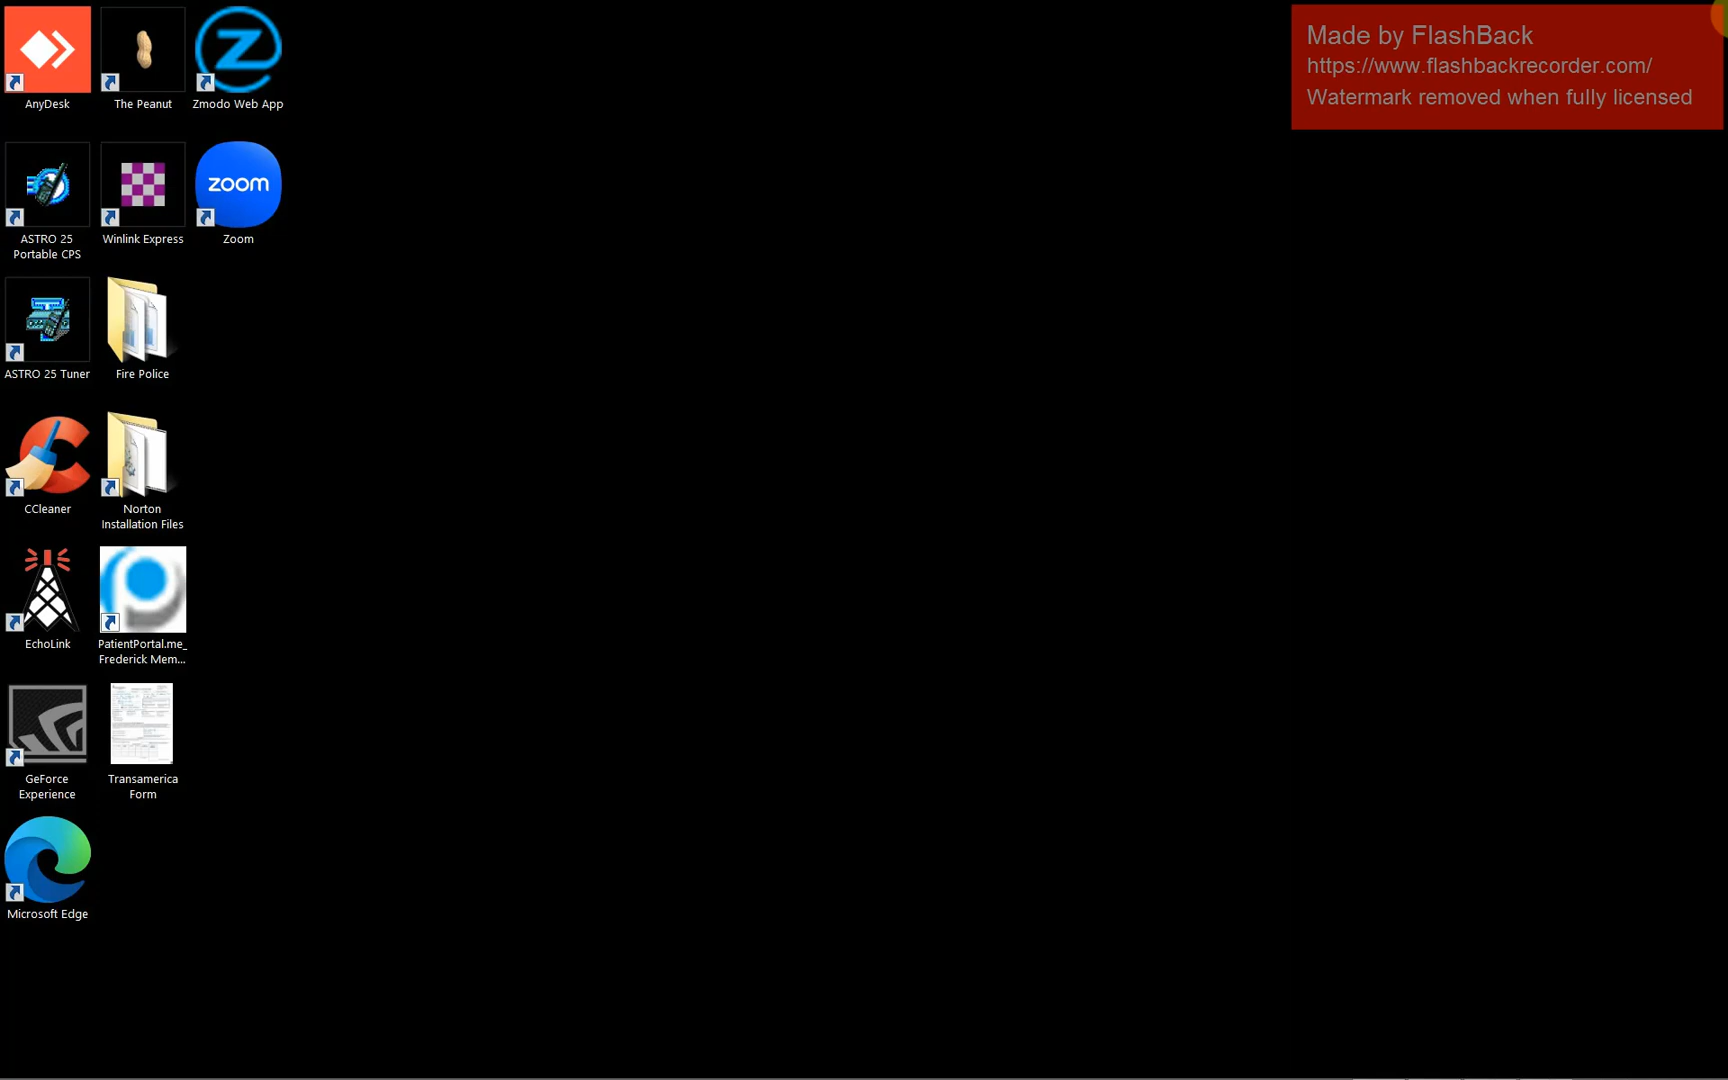 AnyDesk
The Peanut
Zmodo Web App
zoom
ASTRO 25
Portable CPS
Winlink Express
Zoom
ASTRO 25 Tuner
Fire Police
CCleaner
Norton
Installation Files
EchoLink
PatientPortal.me_
Frederick Mem...
GeForce
Experience
Transamerica
Form
Microsoft Edge
Made by FlashBack
https://www.flashbackrecorder.com/
Watermark removed when fully licensed